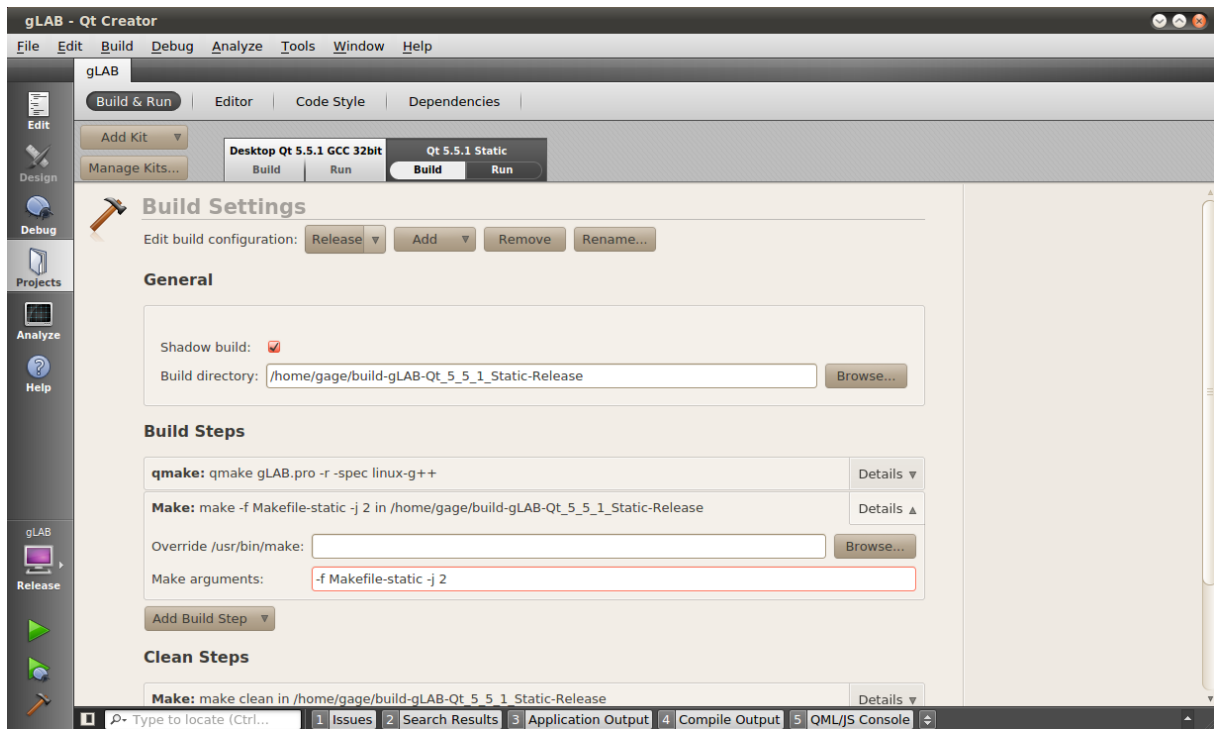 gLAB - Qt Creator
File Edit Build Debug Analyze Tools Window Help
gLAB
Build & Run Editor Code Style Dependencies
Edit
Add Kit
Manage Kits...
Desktop Qt 5.5.1 GCC 32bit
Build Run
Qt 5.5.1 Static
Build Run
Design
Debug
Projects
Analyze
Help
Build Settings
Edit build configuration: Release Add Remove Rename...
General
Shadow build:
Build directory: /home/gage/build-gLAB-Qt_5_5_1_Static-Release Browse...
Build Steps
qmake: qmake gLAB.pro -r -spec linux-g++ Details
Make: make -f Makefile-static -j 2 in /home/gage/build-gLAB-Qt_5_5_1_Static-Release Details
Override /usr/bin/make: Browse...
Make arguments: -f Makefile-static -j 2
Add Build Step
Clean Steps
Make: make clean in /home/gage/build-gLAB-Qt_5_5_1_Static-Release Details
gLAB
Release
Type to locate (Ctrl... 1 Issues 2 Search Results 3 Application Output 4 Compile Output 5 QML/JS Console